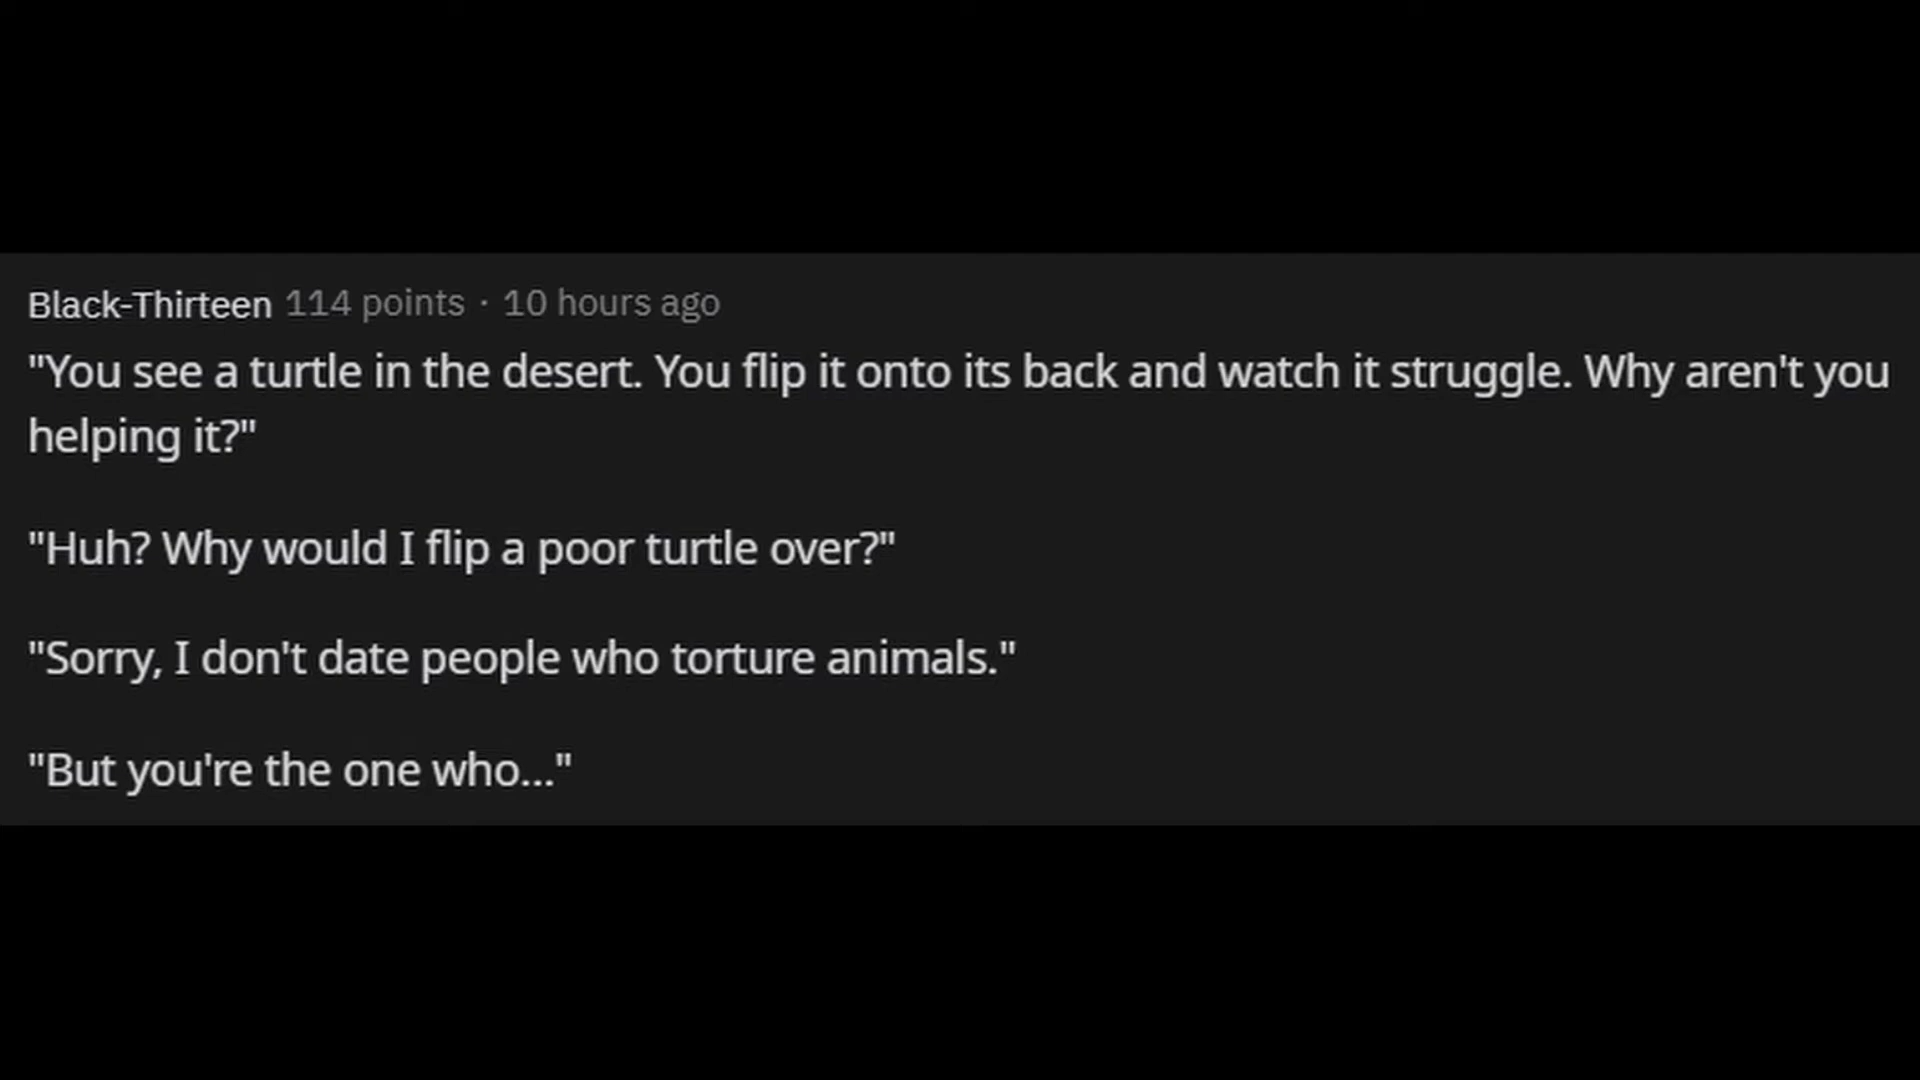 Black-Thirteen 114 points · 10 hours ago
"You see a turtle in the desert. You flip it onto its back and watch it struggle. Why aren't you
helping it?"
"Huh? Why would I flip a poor turtle over?"
"Sorry, I don't date people who torture animals."
"But you're the one who..."